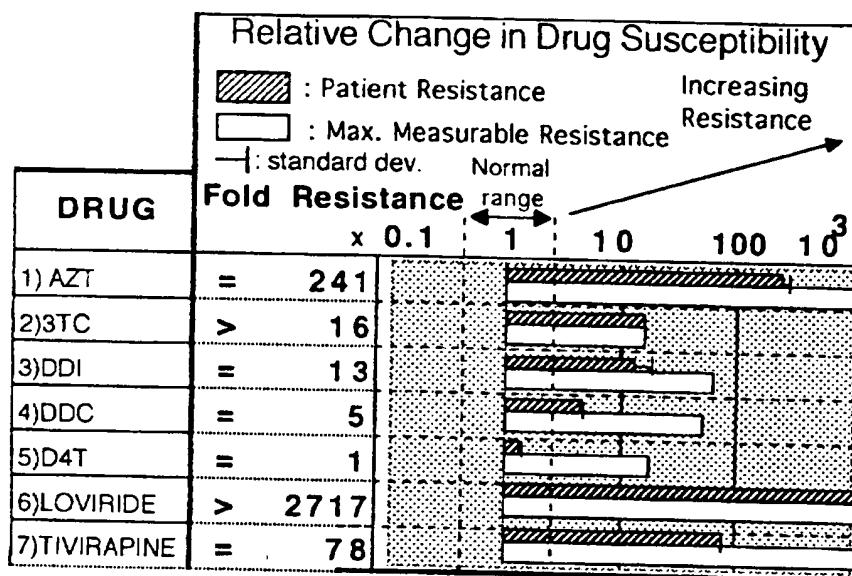 Relative Change in Drug Susceptibility
: Patient Resistance
: Max. Measurable Resistance
: standard dev.
Increasing
Resistance
Normal
range
DRUG
Fold Resistance
x 0.1 1 10 100 10³
1) AZT = 241
2)3TC > 16
3)DDI = 13
4)DDC = 5
5)D4T = 1
6)LOVIRIDE > 2717
7)TIVIRAPINE = 78